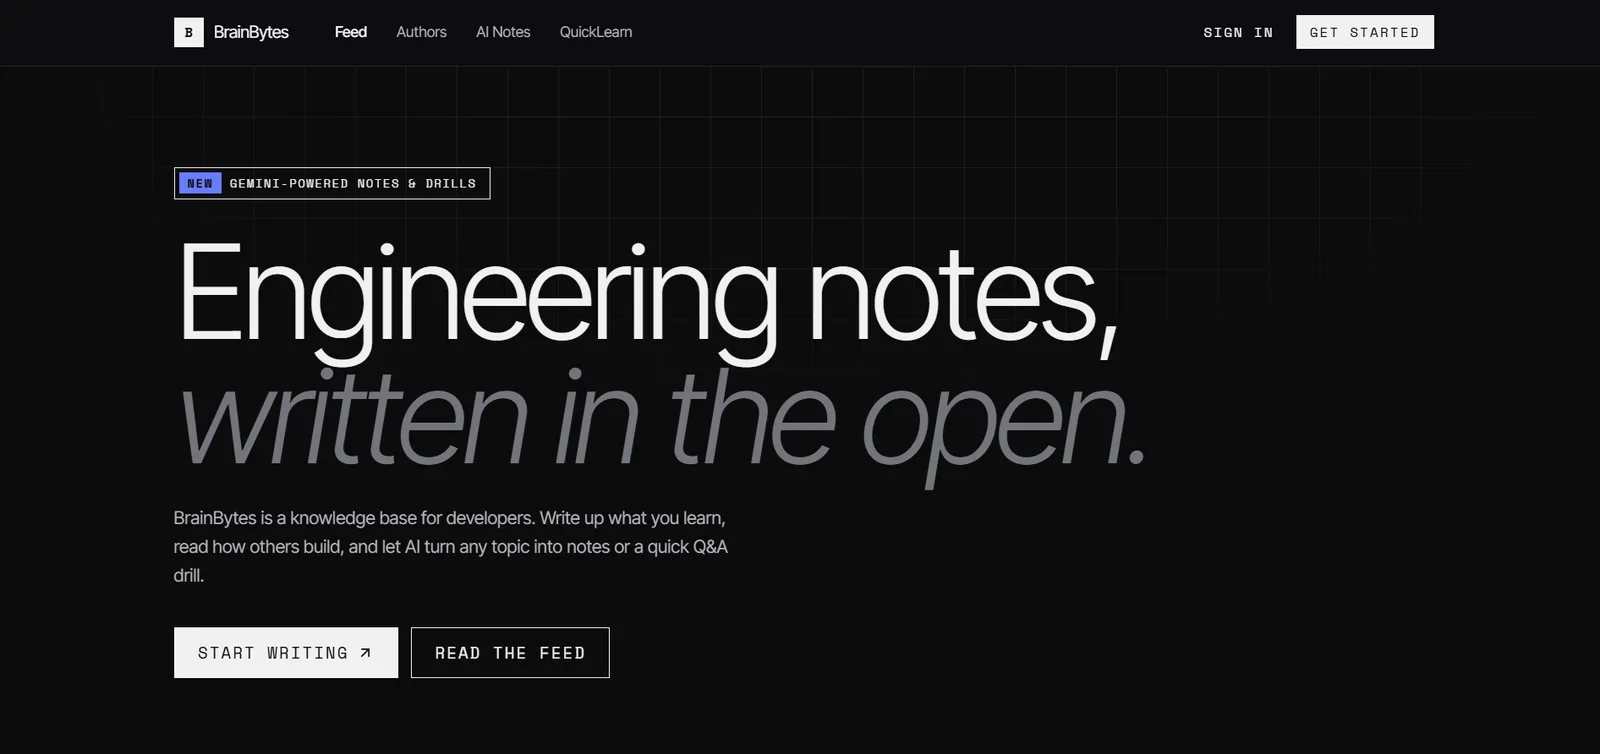 B BrainBytes Feed Authors AI Notes QuickLearn SIGN IN GET STARTED
NEW GEMINI-POWERED NOTES & DRILLS
Engineering notes,
written in the open.
BrainBytes is a knowledge base for developers. Write up what you learn,
read how others build, and let AI turn any topic into notes or a quick Q&A
drill.
START WRITING ↗ READ THE FEED